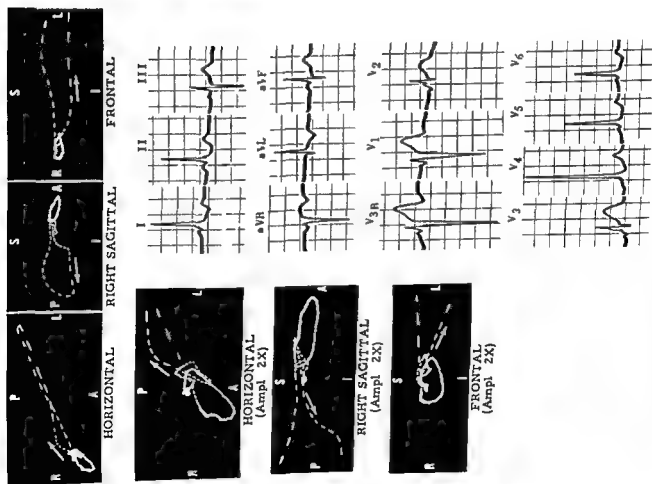 P
R
L
A
HORIZONTAL
S
P
A
RIGHT SAGITTAL
S
R
L
I
FRONTAL
P
L
A
HORIZONTAL
(Ampl 2X)
S
P
A
I
RIGHT SAGITTAL
(Ampl 2X)
S
R
L
I
FRONTAL
(Ampl 2X)
I II III
aVR aVL aVF
V3R V1 V2
V3 V4 V5 V6